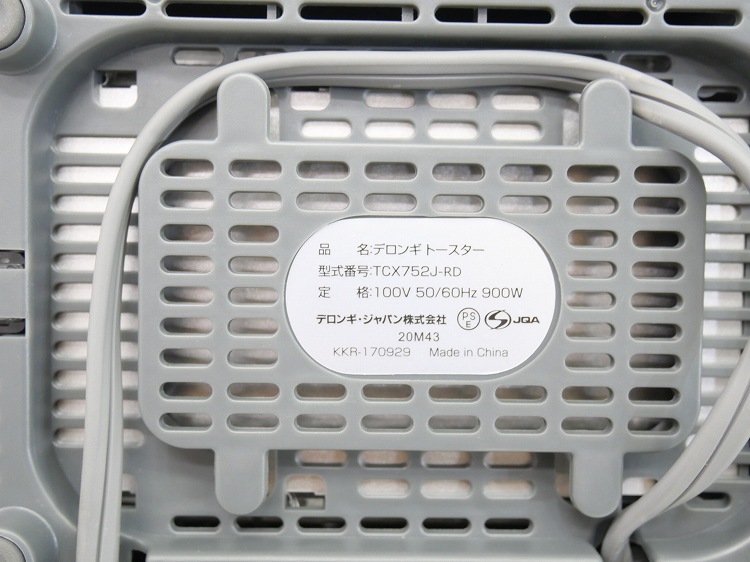 品　　名:デロンギトースター
型式番号:TCX752J-RD
定　　格:100V 50/60Hz 900W
デロンギ・ジャパン株式会社 PSE JQA
20M43
KKR-170929 Made in China